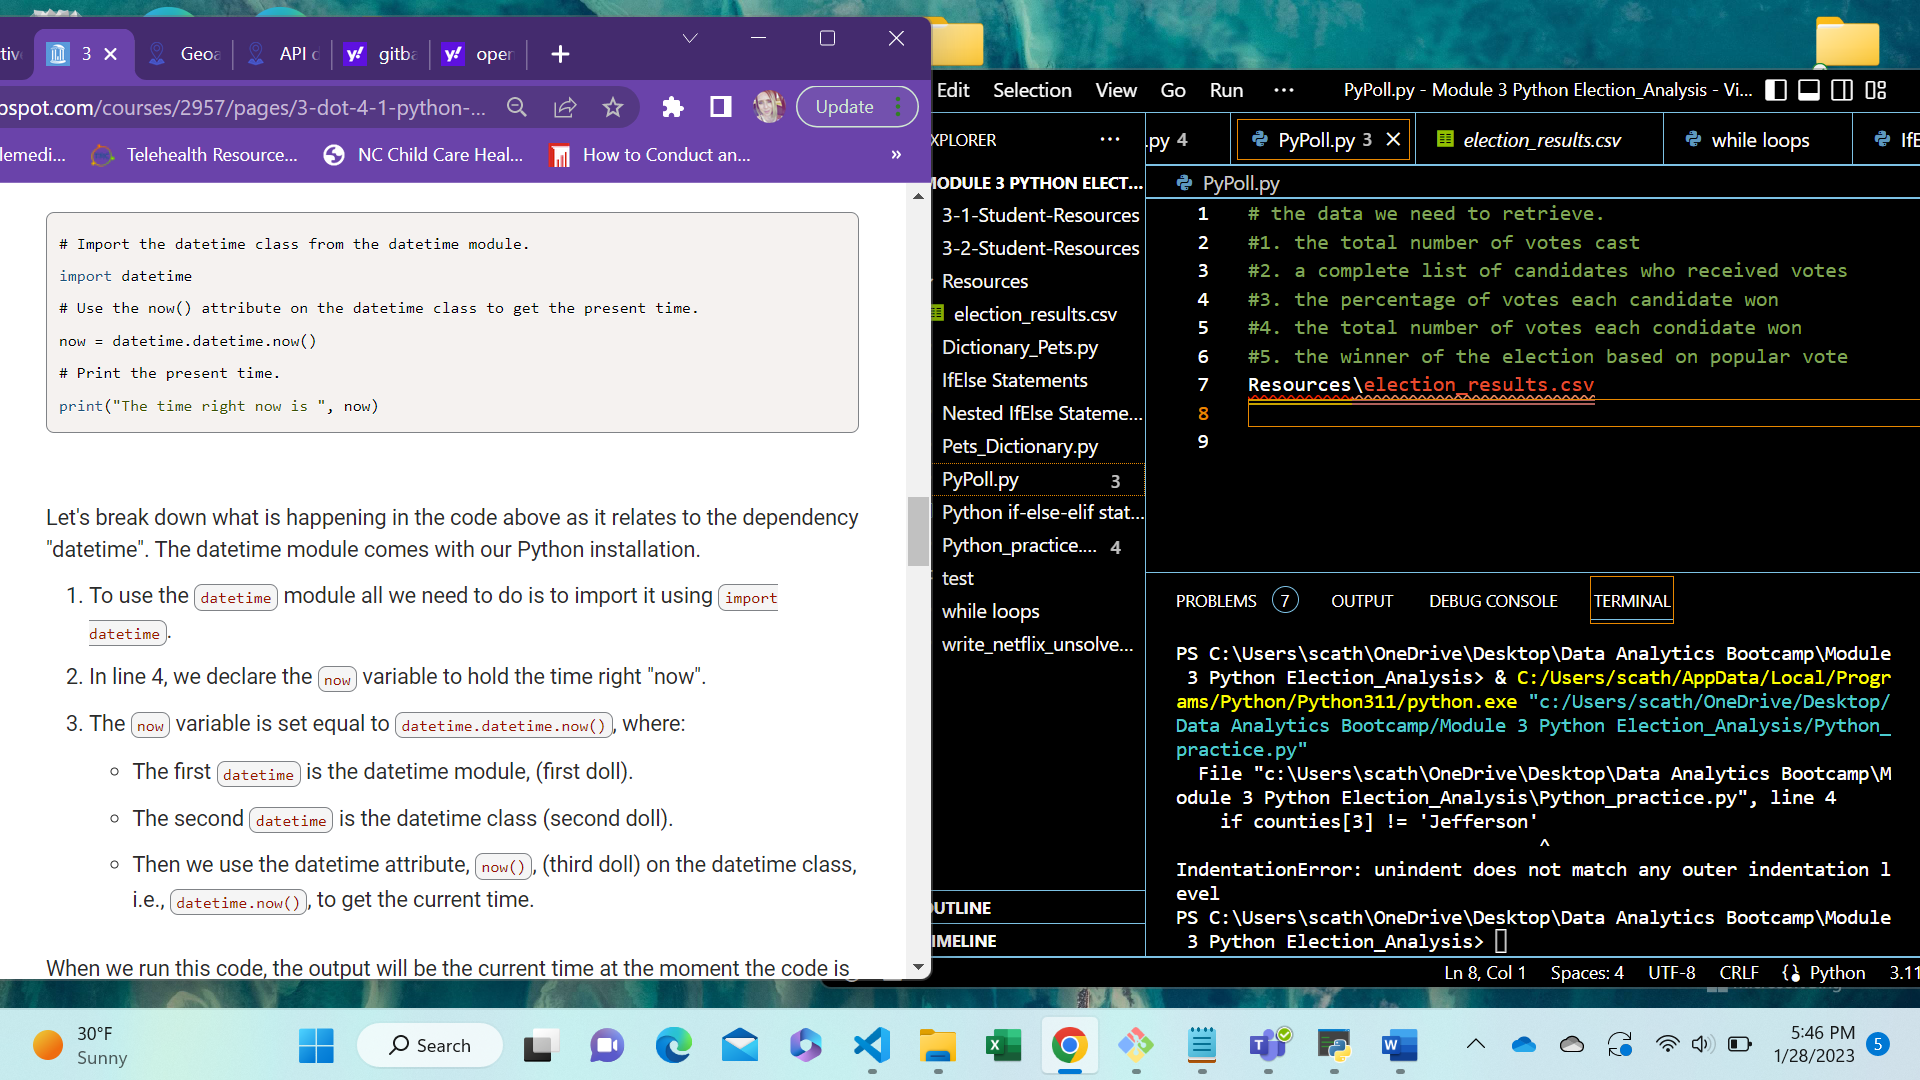 3
Geoa
API d
gitba
open
pspot.com/courses/2957/pages/3-dot-4-1-python-...
Update
lemedi...
Telehealth Resource...
NC Child Care Heal...
How to Conduct an...
»
# Import the datetime class from the datetime module.
import datetime
# Use the now() attribute on the datetime class to get the present time.
now = datetime.datetime.now()
# Print the present time.
print("The time right now is ", now)
Let's break down what is happening in the code above as it relates to the dependency
"datetime". The datetime module comes with our Python installation.
1. To use the datetime module all we need to do is to import it using import
datetime.
2. In line 4, we declare the now variable to hold the time right "now".
3. The now variable is set equal to datetime.datetime.now(), where:
The first datetime is the datetime module, (first doll).
The second datetime is the datetime class (second doll).
Then we use the datetime attribute, now(), (third doll) on the datetime class,
i.e., datetime.now(), to get the current time.
When we run this code, the output will be the current time at the moment the code is
Edit Selection View Go Run ···
PyPoll.py - Module 3 Python Election_Analysis - Vi...
XPLORER ···
.py 4
PyPoll.py 3
election_results.csv
while loops
IfE
MODULE 3 PYTHON ELECT...
3-1-Student-Resources
3-2-Student-Resources
Resources
election_results.csv
Dictionary_Pets.py
IfElse Statements
Nested IfElse Stateme...
Pets_Dictionary.py
PyPoll.py 3
Python if-else-elif stat...
Python_practice.... 4
test
while loops
write_netflix_unsolve...
OUTLINE
TIMELINE
PyPoll.py
1 # the data we need to retrieve.
2 #1. the total number of votes cast
3 #2. a complete list of candidates who received votes
4 #3. the percentage of votes each candidate won
5 #4. the total number of votes each condidate won
6 #5. the winner of the election based on popular vote
7 Resources\election_results.csv
8
9
PROBLEMS 7 OUTPUT DEBUG CONSOLE TERMINAL
PS C:\Users\scath\OneDrive\Desktop\Data Analytics Bootcamp\Module
3 Python Election_Analysis> & C:/Users/scath/AppData/Local/Progr
ams/Python/Python311/python.exe "c:/Users/scath/OneDrive/Desktop/
Data Analytics Bootcamp/Module 3 Python Election_Analysis/Python_
practice.py"
File "c:\Users\scath\OneDrive\Desktop\Data Analytics Bootcamp\M
odule 3 Python Election_Analysis\Python_practice.py", line 4
if counties[3] != 'Jefferson'
^
IndentationError: unindent does not match any outer indentation l
evel
PS C:\Users\scath\OneDrive\Desktop\Data Analytics Bootcamp\Module
3 Python Election_Analysis>
Ln 8, Col 1 Spaces: 4 UTF-8 CRLF Python 3.11
30°F
Sunny
Search
5:46 PM
1/28/2023
5